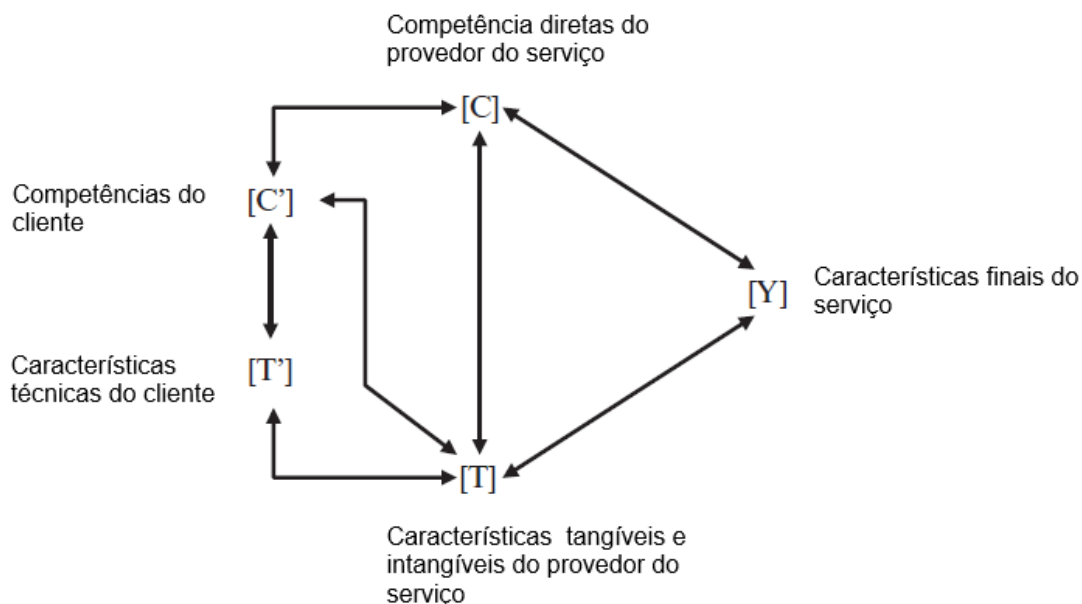 Competência diretas do
provedor do serviço
[C]
Competências do
cliente
[C’]
[Y]
Características finais do
serviço
Características
técnicas do cliente
[T’]
[T]
Características tangíveis e
intangíveis do provedor do
serviço